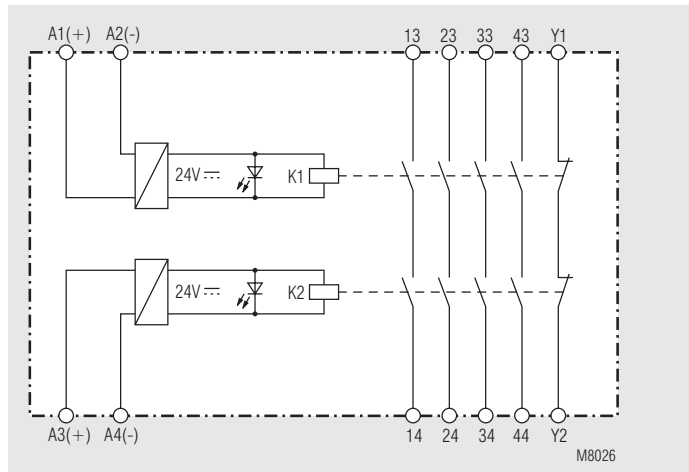 A1(+) A2(-) 13 23 33 43 Y1
24V K1
24V K2
A3(+) A4(-) 14 24 34 44 Y2
M8026